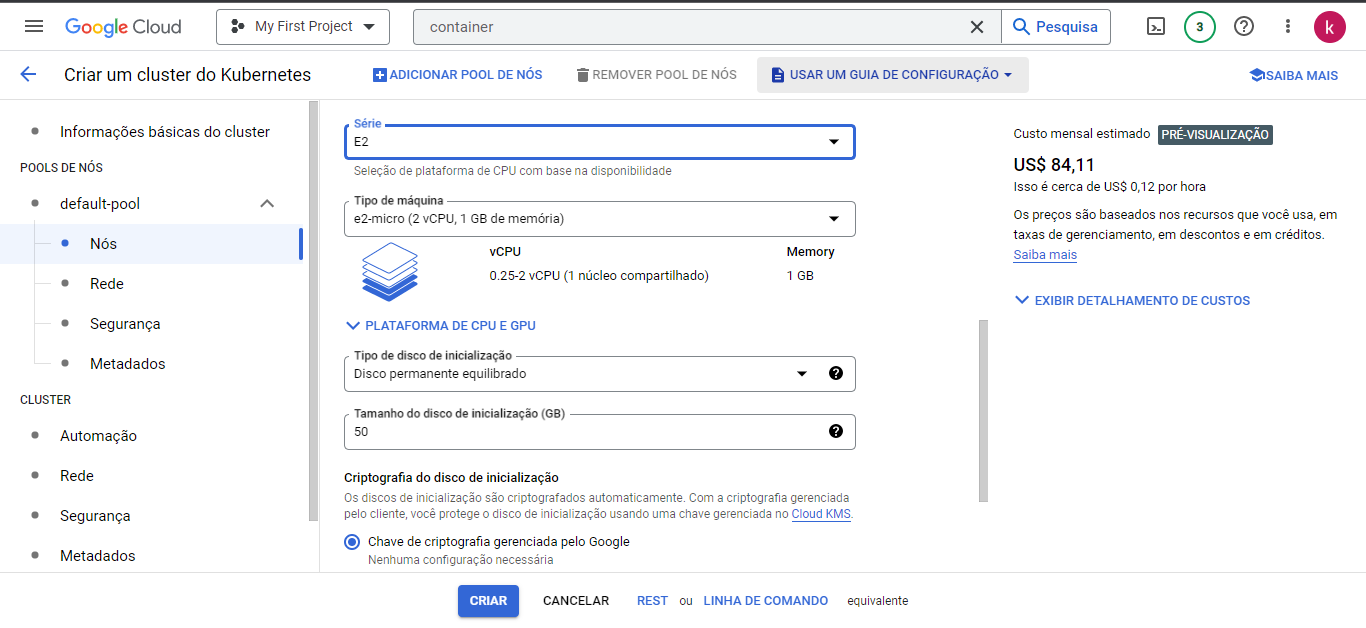 Google Cloud
My First Project
container
Pesquisa
3
k
Criar um cluster do Kubernetes
ADICIONAR POOL DE NÓS
REMOVER POOL DE NÓS
USAR UM GUIA DE CONFIGURAÇÃO
SAIBA MAIS
Informações básicas do cluster
POOLS DE NÓS
default-pool
Nós
Rede
Segurança
Metadados
CLUSTER
Automação
Rede
Segurança
Metadados
Série
E2
Seleção de plataforma de CPU com base na disponibilidade
Tipo de máquina
e2-micro (2 vCPU, 1 GB de memória)
vCPU
Memory
0.25-2 vCPU (1 núcleo compartilhado)
1 GB
PLATAFORMA DE CPU E GPU
Tipo de disco de inicialização
Disco permanente equilibrado
Tamanho do disco de inicialização (GB)
50
Criptografia do disco de inicialização
Os discos de inicialização são criptografados automaticamente. Com a criptografia gerenciada
pelo cliente, você protege o disco de inicialização usando uma chave gerenciada no Cloud KMS.
Chave de criptografia gerenciada pelo Google
Nenhuma configuração necessária
Custo mensal estimado
PRÉ-VISUALIZAÇÃO
US$ 84,11
Isso é cerca de US$ 0,12 por hora
Os preços são baseados nos recursos que você usa, em
taxas de gerenciamento, em descontos e em créditos.
Saiba mais
EXIBIR DETALHAMENTO DE CUSTOS
CRIAR
CANCELAR
REST ou LINHA DE COMANDO equivalente